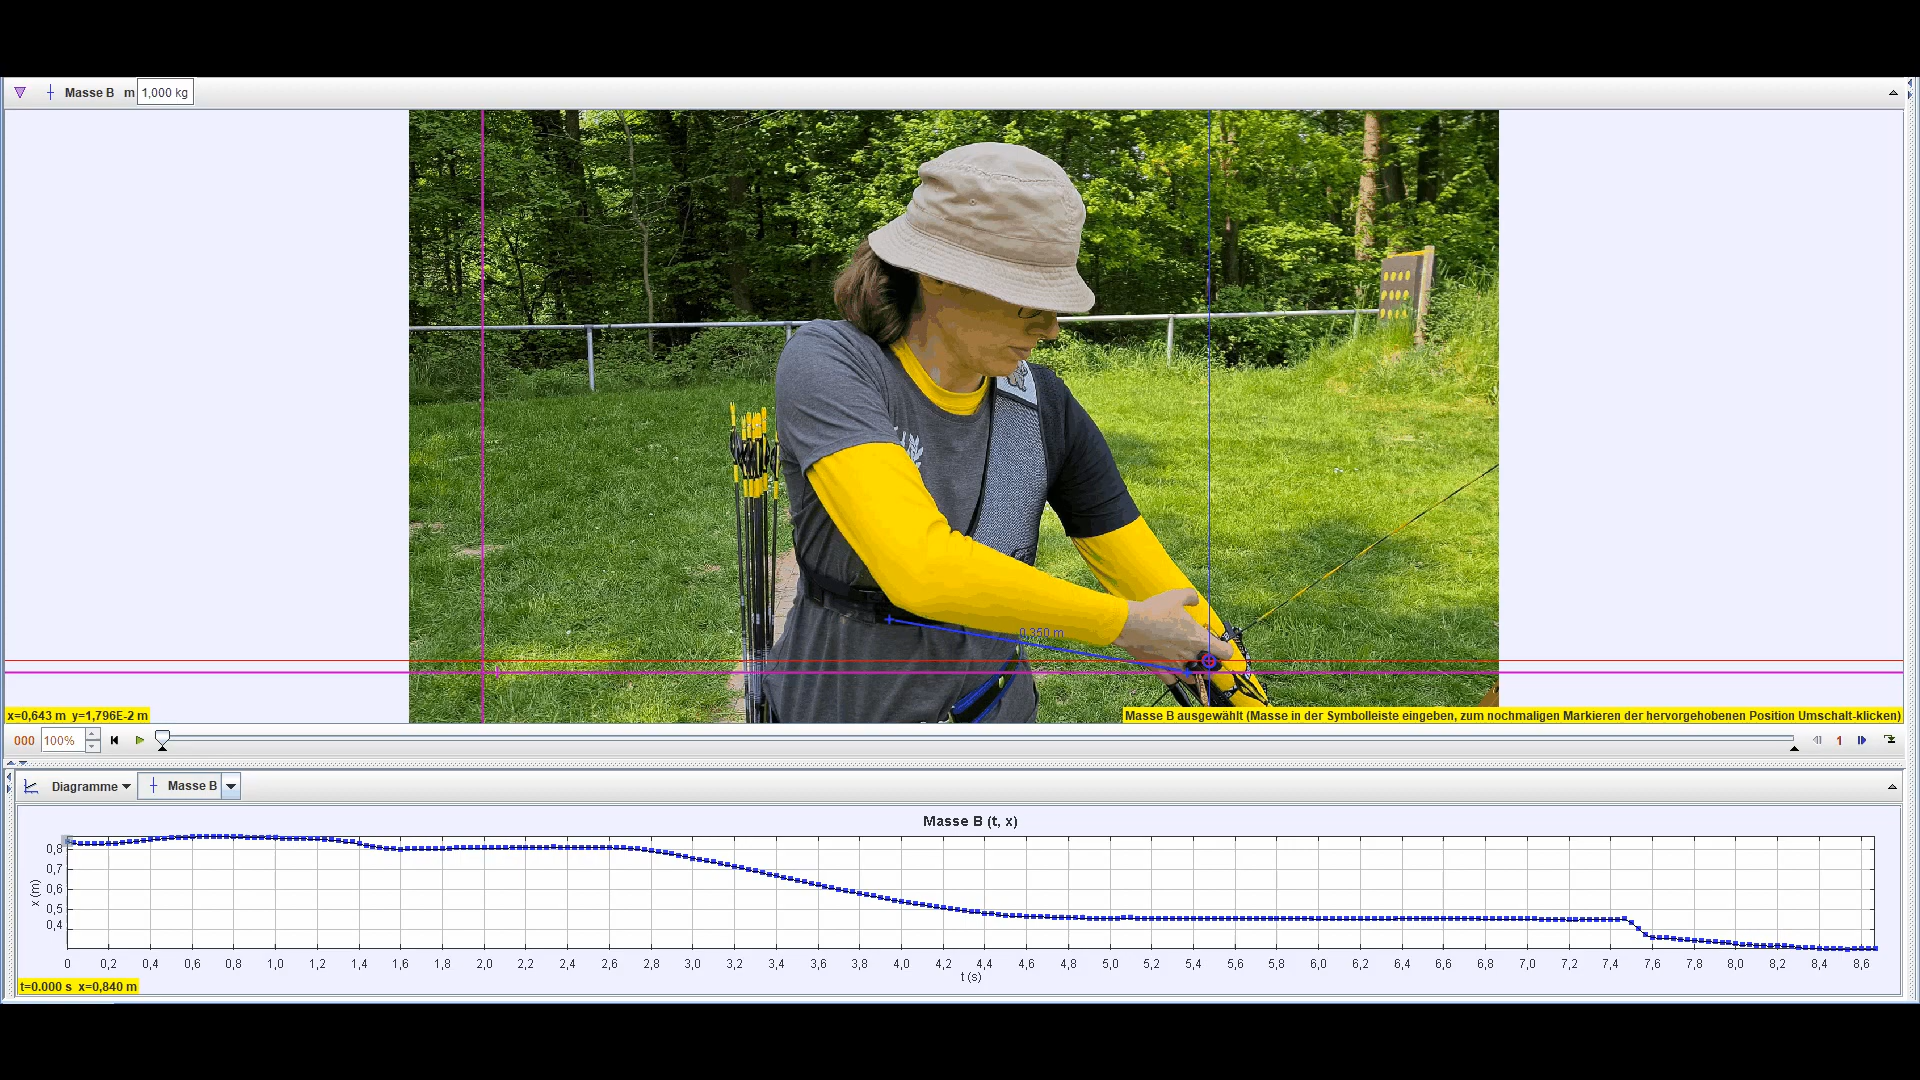 Masse B m 1,000 kg
0,350 m
x=0,643 m y=1,796E-2 m
Masse B ausgewählt (Masse in der Symbolleiste eingeben, zum nochmaligen Markieren der hervorgehobenen Position Umschalt-klicken)
000 100% 1
Diagramme Masse B
Masse B (t, x)
0,8
0,7
0,6
0,5
0,4
x (m)
0 0,2 0,4 0,6 0,8 1,0 1,2 1,4 1,6 1,8 2,0 2,2 2,4 2,6 2,8 3,0 3,2 3,4 3,6 3,8 4,0 4,2 4,4 4,6 4,8 5,0 5,2 5,4 5,6 5,8 6,0 6,2 6,4 6,6 6,8 7,0 7,2 7,4 7,6 7,8 8,0 8,2 8,4 8,6
t (s)
t=0.000 s x=0,840 m